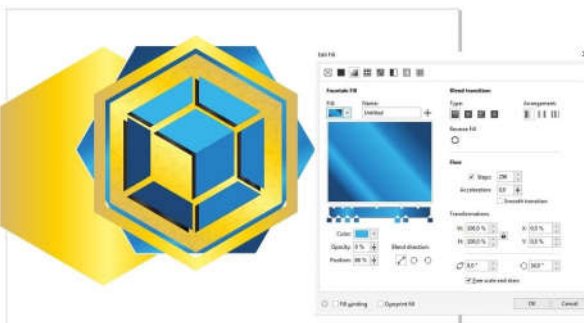 Edit Fill
Fountain Fill
Fill:
Name:
Untitled
Blend transition
Type:
Arrangement:
Reverse Fill
Flow
Steps:
256
Acceleration:
0,0
Smooth transition
Transformations
W:
100,0 %
X:
0,0 %
H:
100,0 %
Y:
0,0 %
Color:
Opacity:
0 %
Blend direction:
Position:
88 %
0,0 °
Free scale and skew
Fill winding
Overprint fill
OK
Cancel